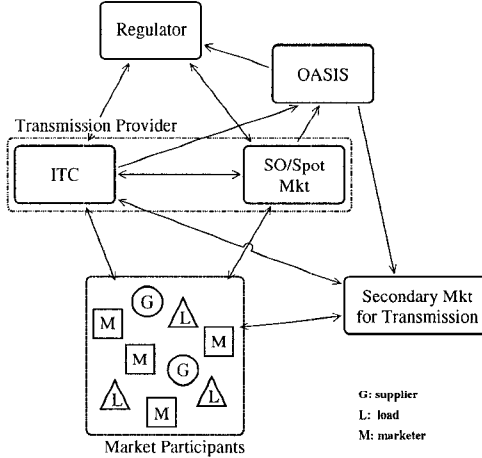 Regulator
OASIS
Transmission Provider
ITC
SO/Spot
Mkt
G
L
M
M
M
G
L
L
M
Secondary Mkt
for Transmission
Market Participants
G: supplier
L: load
M: marketer